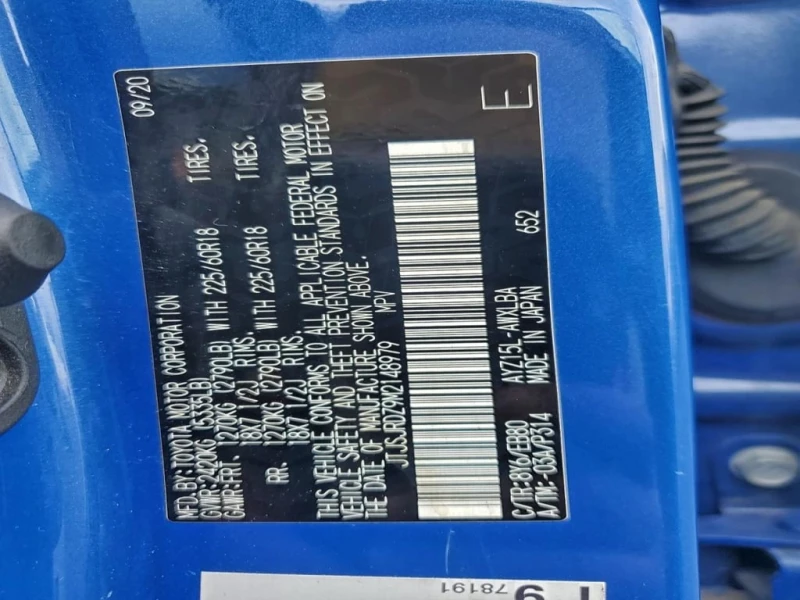 MFD.BY:TOYOTA MOTOR CORPORATION 09/20
GVWR:2420KG (5335LB)
GAWR:FRT. 1270KG (2790LB) WITH 225/60R18 TIRES.
18X7 1/2J RIMS.
RR. 1270KG (2790LB) WITH 225/60R18 TIRES.
18X7 1/2J RIMS.
THIS VEHICLE CONFORMS TO ALL APPLICABLE FEDERAL MOTOR
VEHICLE SAFETY AND THEFT PREVENTION STANDARDS IN EFFECT ON
THE DATE OF MANUFACTURE SHOWN ABOVE.
JTJSJRDZ9M2148979 MPV
C/TR:8X6/EB80 AYZ15L-AWXLBA 652
A/TM:-03A/P314 MADE IN JAPAN
E
78191